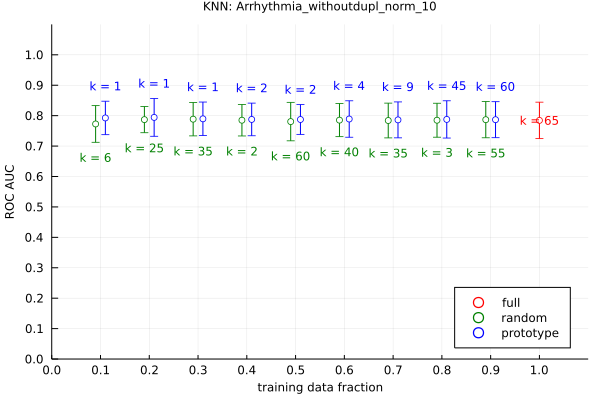 KNN: Arrhythmia_withoutdupl_norm_10
1.0
0.9
0.8
0.7
0.6
0.5
0.4
0.3
0.2
0.1
0.0
ROC AUC
k = 1 k = 1 k = 1 k = 2 k = 2 k = 4 k = 9 k = 45 k = 60
k = 65
k = 6 k = 25 k = 35 k = 2 k = 60 k = 40 k = 35 k = 3 k = 55
full
random
prototype
0.0 0.1 0.2 0.3 0.4 0.5 0.6 0.7 0.8 0.9 1.0
training data fraction